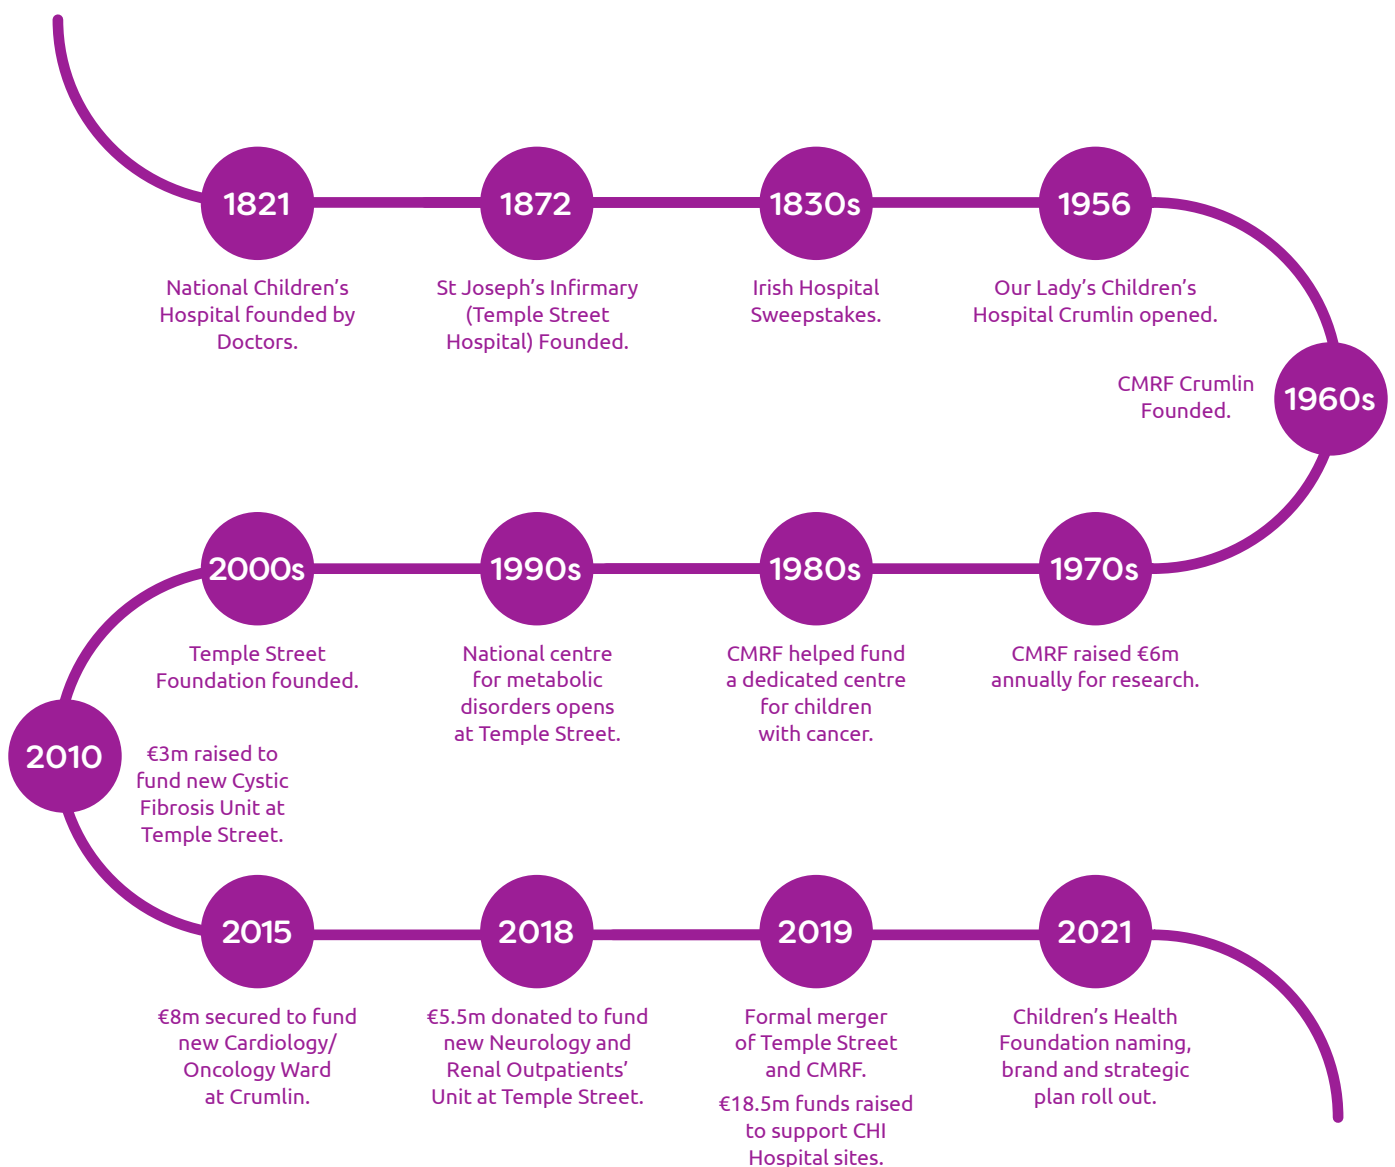 1821
National Children's
Hospital founded by
Doctors.
1872
St Joseph's Infirmary
(Temple Street
Hospital) Founded.
1830s
Irish Hospital
Sweepstakes.
1956
Our Lady's Children's
Hospital Crumlin opened.
1960s
CMRF Crumlin
Founded.
1970s
CMRF raised €6m
annually for research.
1980s
CMRF helped fund
a dedicated centre
for children
with cancer.
1990s
National centre
for metabolic
disorders opens
at Temple Street.
2000s
Temple Street
Foundation founded.
2010
€3m raised to
fund new Cystic
Fibrosis Unit at
Temple Street.
2015
€8m secured to fund
new Cardiology/
Oncology Ward
at Crumlin.
2018
€5.5m donated to fund
new Neurology and
Renal Outpatients'
Unit at Temple Street.
2019
Formal merger
of Temple Street
and CMRF.
€18.5m funds raised
to support CHI
Hospital sites.
2021
Children's Health
Foundation naming,
brand and strategic
plan roll out.